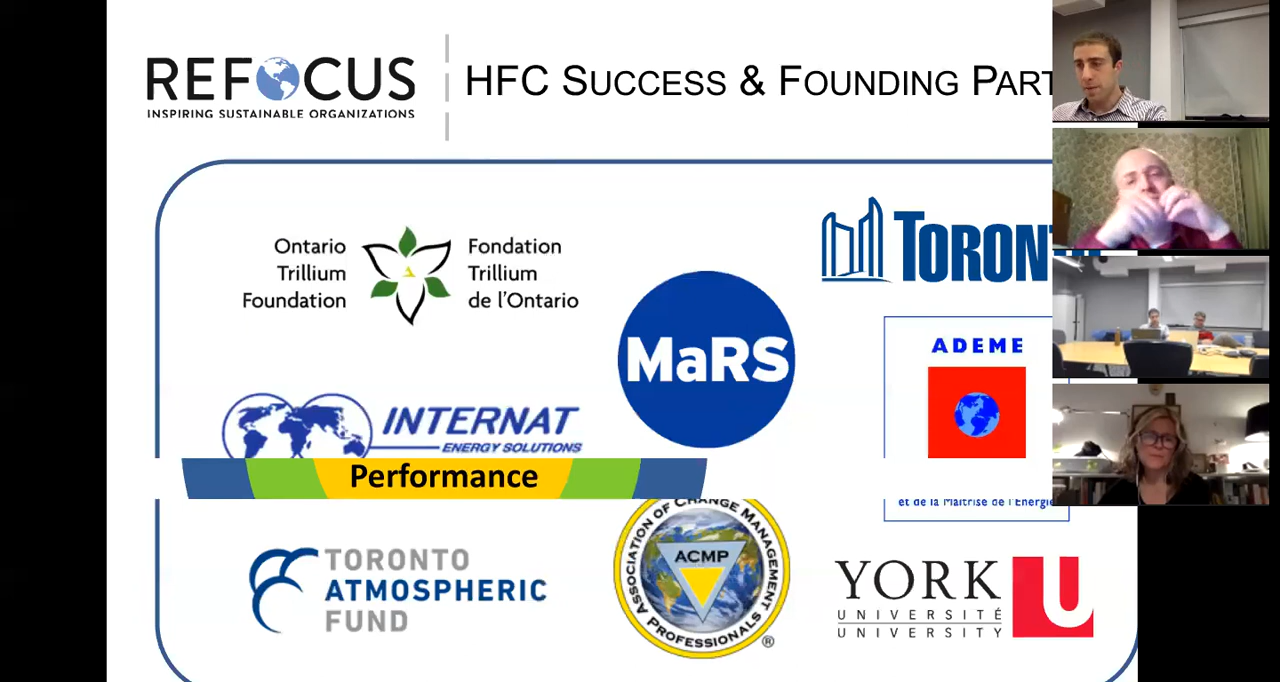 REFOCUS
INSPIRING SUSTAINABLE ORGANIZATIONS
HFC SUCCESS & FOUNDING PART
Ontario
Trillium
Foundation
Fondation
Trillium
de l'Ontario
TORONT
MaRS
ADEME
INTERNAT
ENERGY SOLUTIONS
Performance
et de la Maîtrise de l'Energie
TORONTO
ATMOSPHERIC
FUND
ASSOCIATION OF CHANGE MANAGEMENT PROFESSIONALS
ACMP
®
YORK
UNIVERSITÉ
UNIVERSITY
U